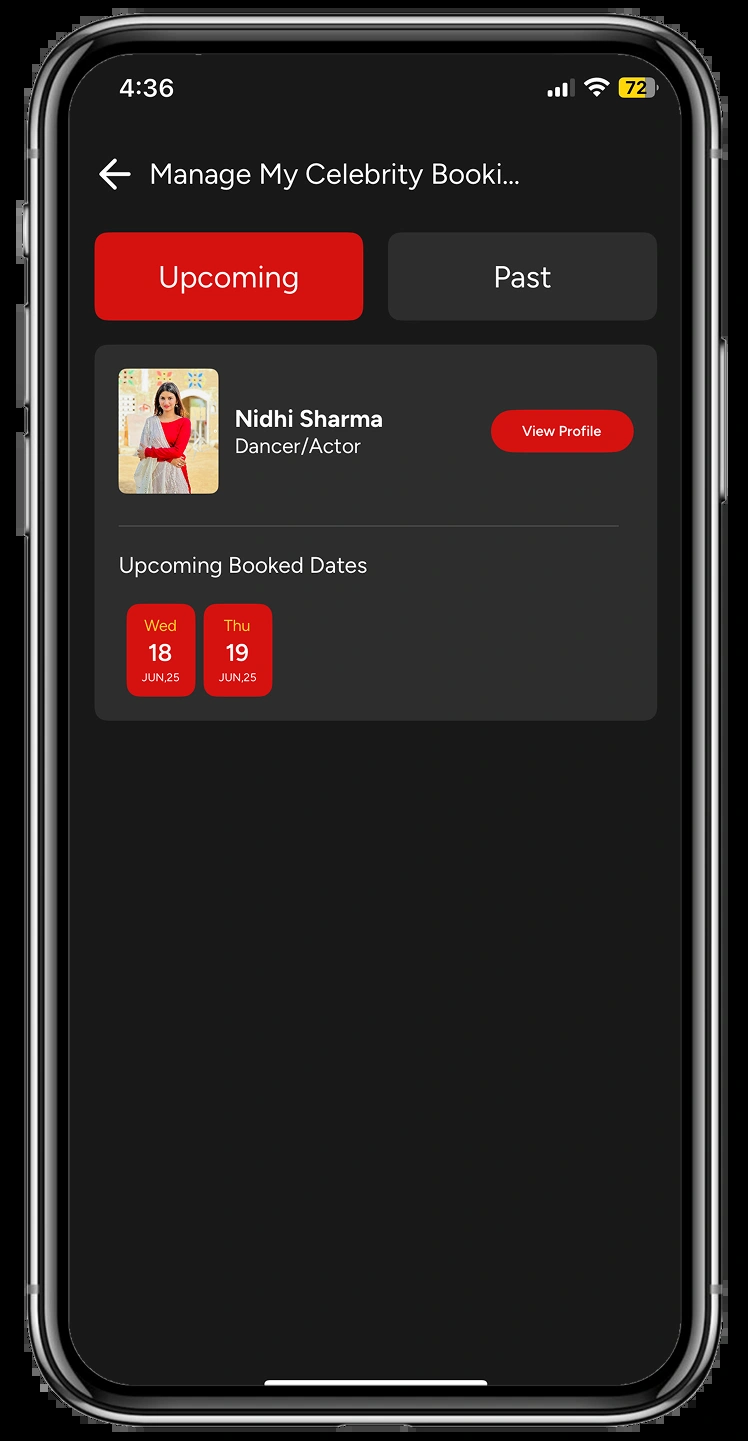 4:36
72
Manage My Celebrity Booki...
Upcoming
Past
Nidhi Sharma
Dancer/Actor
View Profile
Upcoming Booked Dates
Wed
18
JUN,25
Thu
19
JUN,25